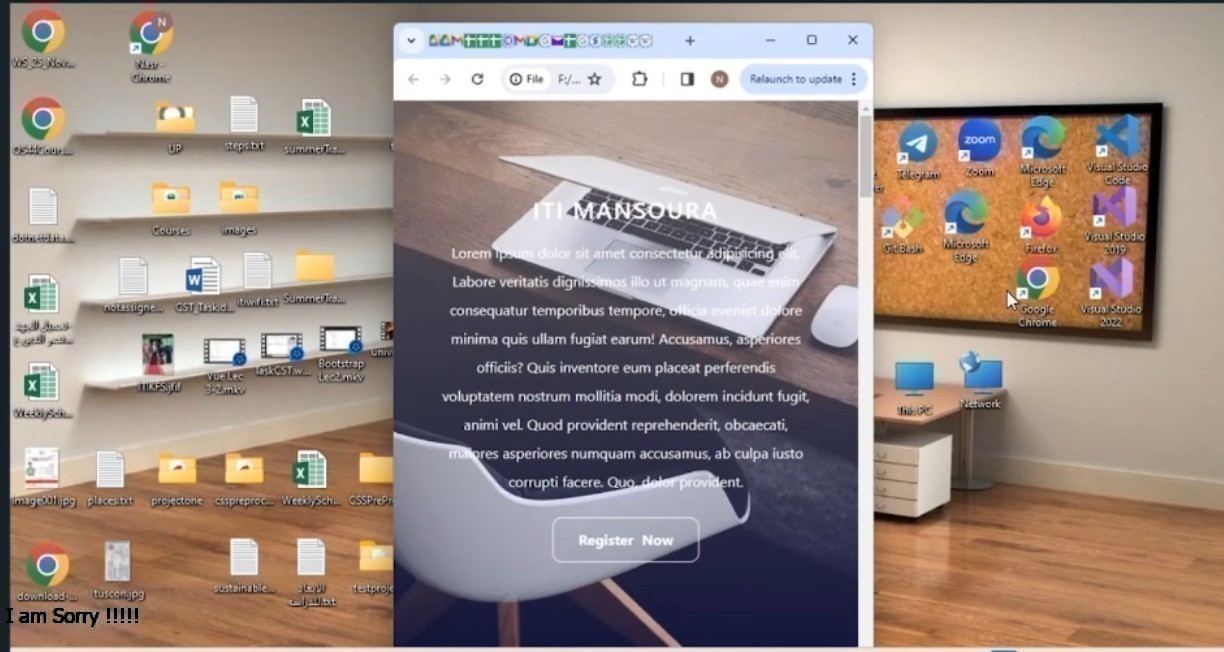 WS_25_Nov...
Nasr -
Chrome
File
F:/...
Relaunch to update
N
N
OS44Cours...
UP
steps.txt
summerTra...
Telegram
zoom
Zoom
Microsoft
Edge
Visual Studio
Code
dotnetdata...
Courses
images
ITI MANSOURA
Git Bash
Microsoft
Edge
Firefox
Visual Studio
2019
Lorem ipsum dolor sit amet consectetur adipisicing elit.
Labore veritatis dignissimos illo ut magnam, quae enim
consequatur temporibus tempore, officia eveniet dolore
minima quis ullam fugiat earum! Accusamus, asperiores
officiis? Quis inventore eum placeat perferendis
voluptatem nostrum mollitia modi, dolorem incidunt fugit,
animi vel. Quod provident reprehenderit, obcaecati,
maiores asperiores numquam accusamus, ab culpa iusto
corrupti facere. Quo, dolor provident.
Register Now
notassigne...
CST_Task.d...
itiwifi.txt
SummerTra...
Google
Chrome
Visual Studio
2022
ITIKFS.jfif
Vue Lec
3-2.mkv
TaskCST.w...
Bootstrap
Lec2.mkv
This PC
Network
WeeklySch...
image001.jpg
places.txt
projectone
csspreproc...
WeeklySch...
CSSPrePr
download-...
tuscon.jpg
sustainable...
testproje
I am Sorry !!!!!